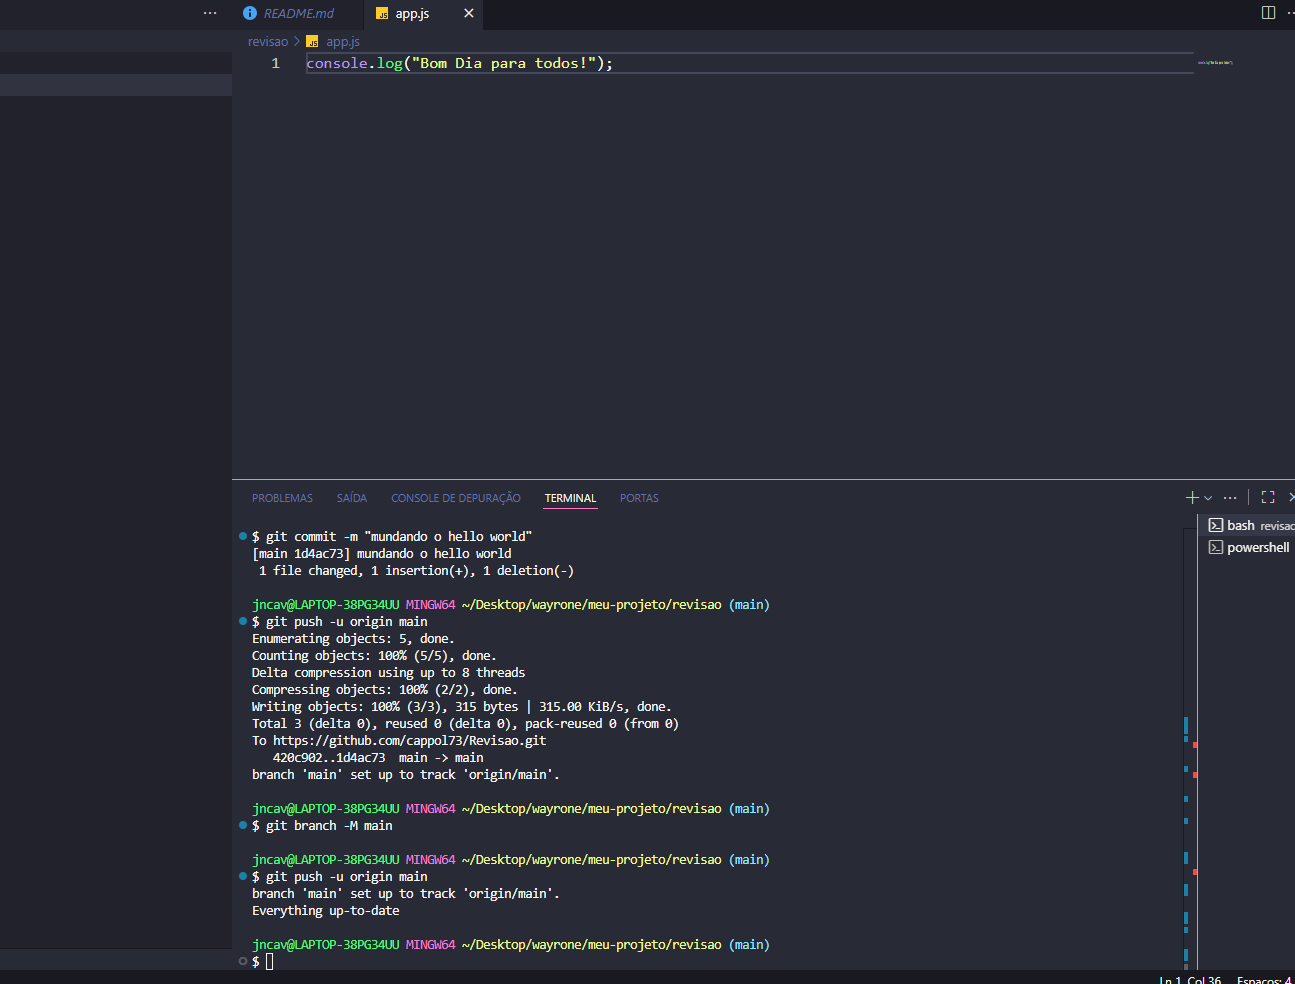 README.md
JS app.js
revisao > JS app.js
1 console.log("Bom Dia para todos!");
PROBLEMAS SAÍDA CONSOLE DE DEPURAÇÃO TERMINAL PORTAS
bash revisao
powershell
$ git commit -m "mundando o hello world"
[main 1d4ac73] mundando o hello world
1 file changed, 1 insertion(+), 1 deletion(-)
jncav@LAPTOP-38PG34UU MINGW64 ~/Desktop/wayrone/meu-projeto/revisao (main)
$ git push -u origin main
Enumerating objects: 5, done.
Counting objects: 100% (5/5), done.
Delta compression using up to 8 threads
Compressing objects: 100% (2/2), done.
Writing objects: 100% (3/3), 315 bytes | 315.00 KiB/s, done.
Total 3 (delta 0), reused 0 (delta 0), pack-reused 0 (from 0)
To https://github.com/cappol73/Revisao.git
420c902..1d4ac73 main -> main
branch 'main' set up to track 'origin/main'.
jncav@LAPTOP-38PG34UU MINGW64 ~/Desktop/wayrone/meu-projeto/revisao (main)
$ git branch -M main
jncav@LAPTOP-38PG34UU MINGW64 ~/Desktop/wayrone/meu-projeto/revisao (main)
$ git push -u origin main
branch 'main' set up to track 'origin/main'.
Everything up-to-date
jncav@LAPTOP-38PG34UU MINGW64 ~/Desktop/wayrone/meu-projeto/revisao (main)
$
Ln 1, Col 36 Espaços: 4